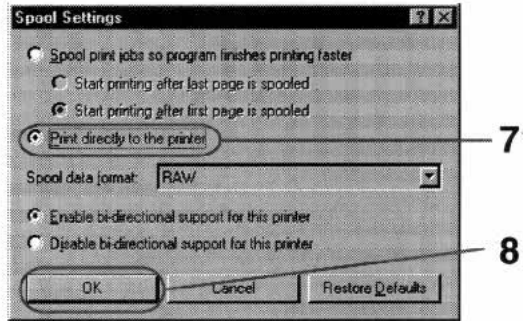 Spool Settings
Spool print jobs so program finishes printing faster
Start printing after last page is spooled
Start printing after first page is spooled
Print directly to the printer
7
Spool data format: RAW
Enable bi-directional support for this printer
Disable bi-directional support for this printer
8
OK Cancel Restore Defaults